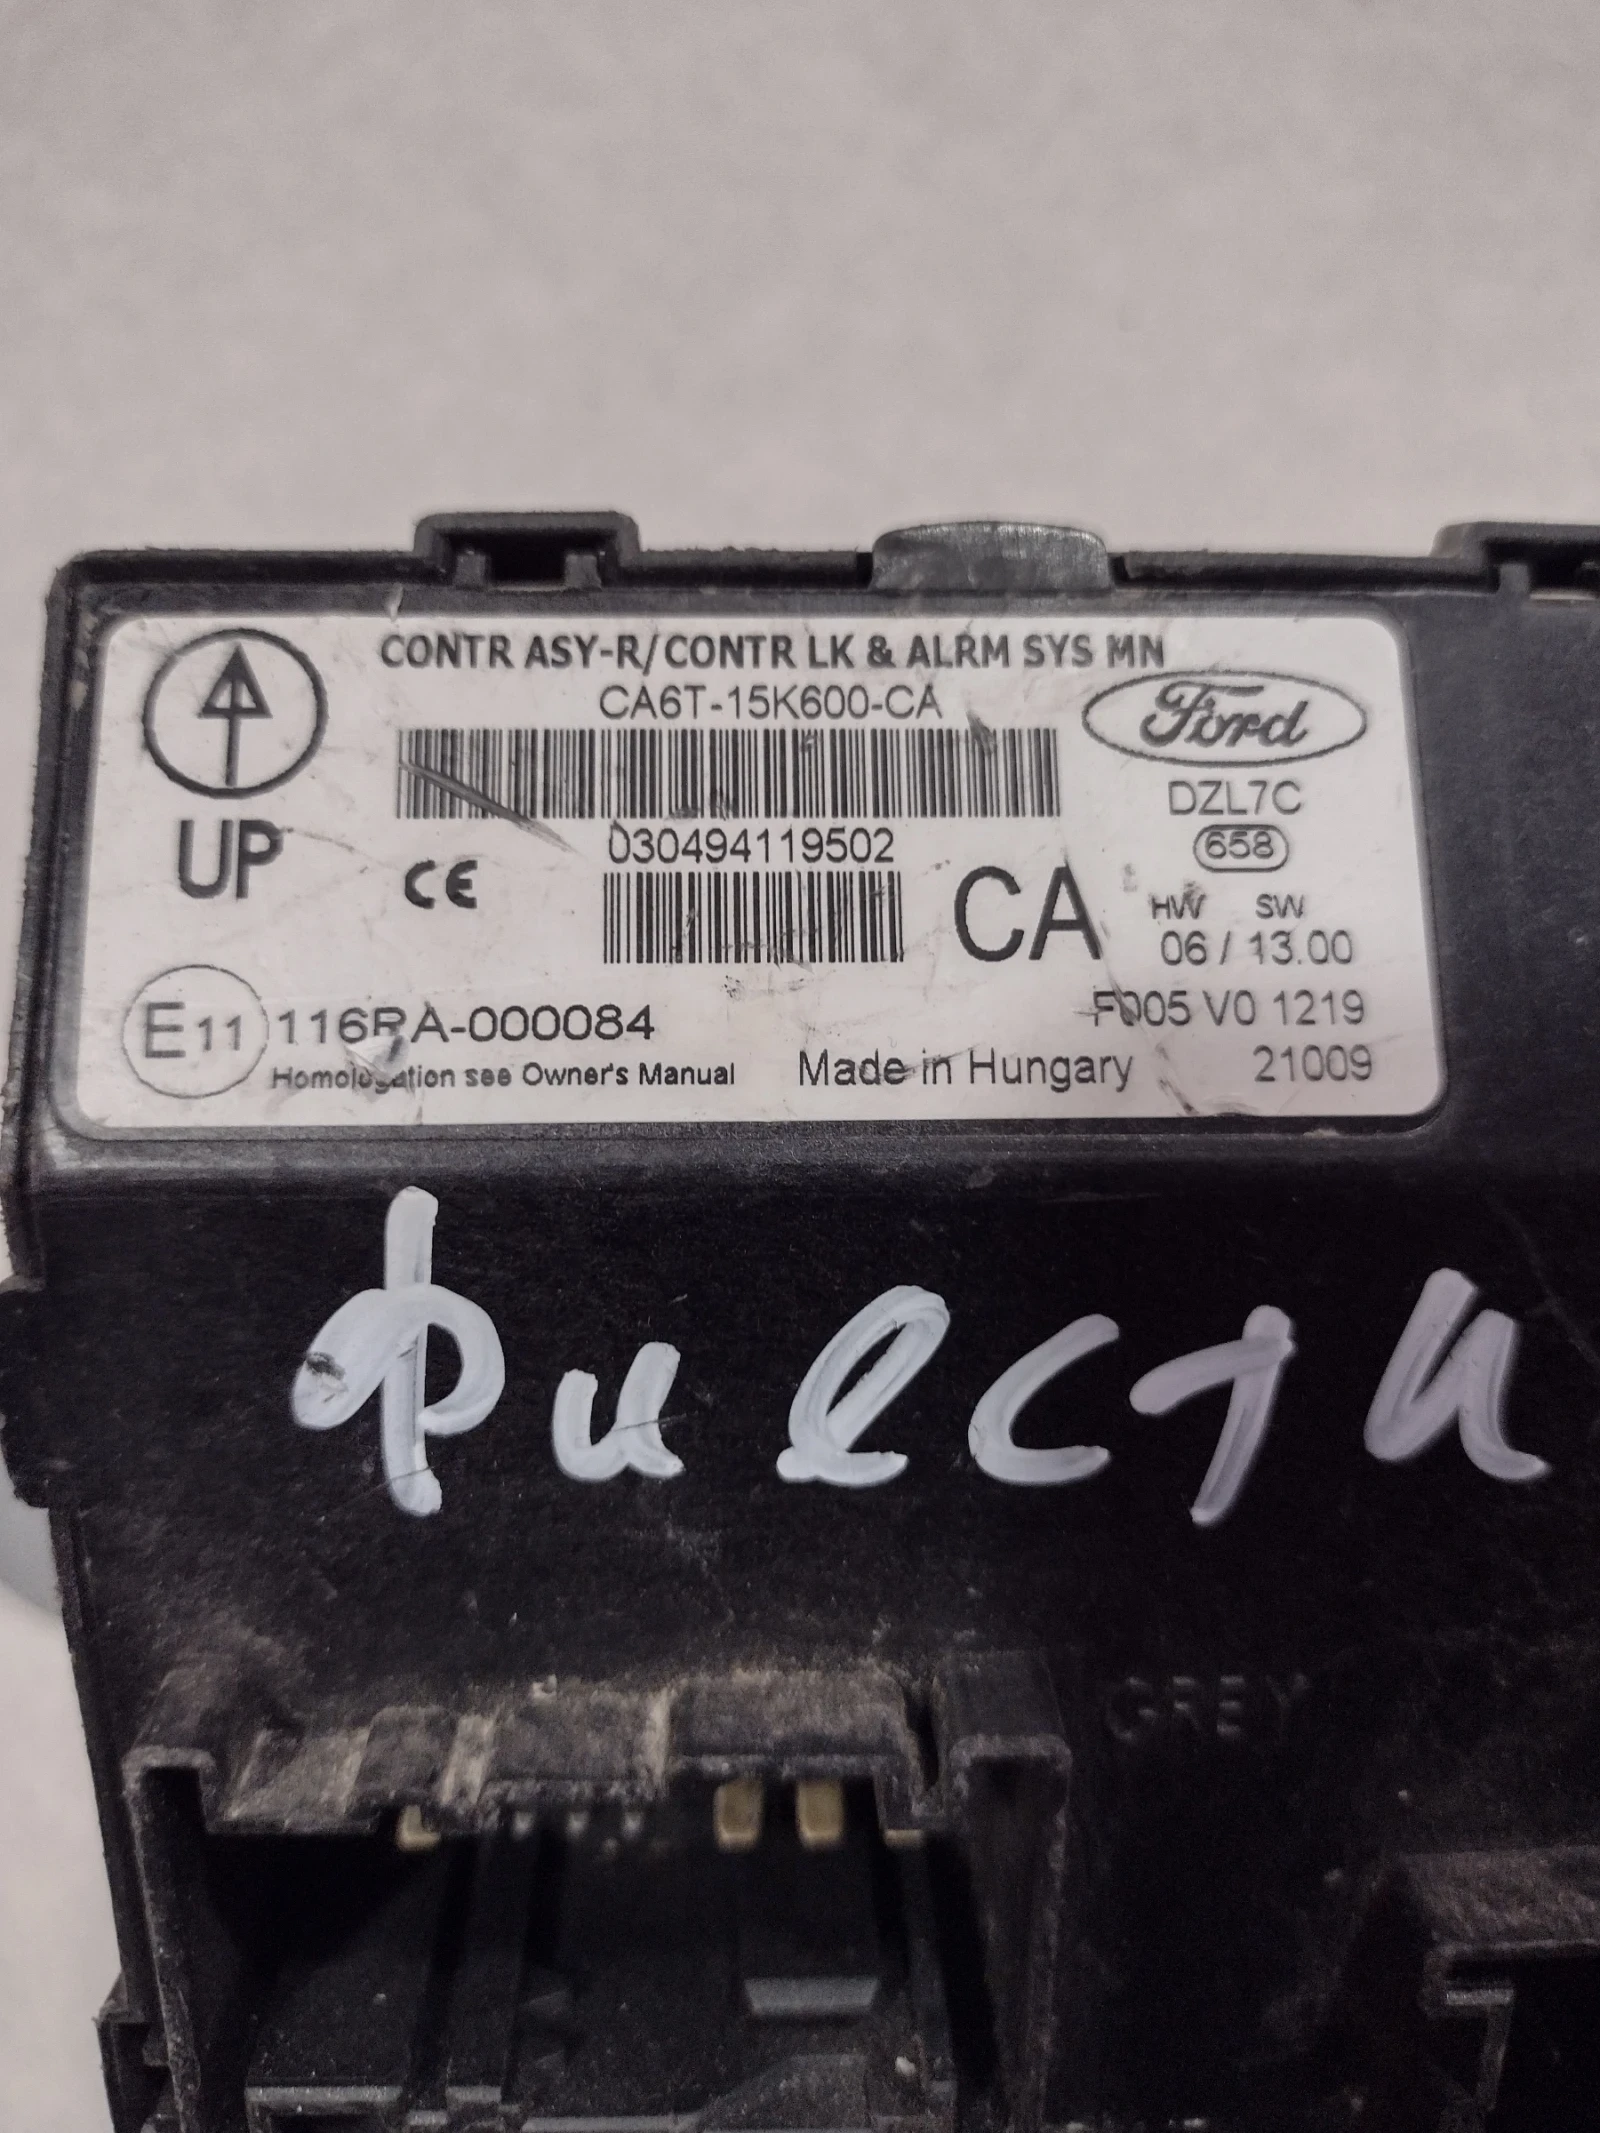 CONTR ASY-R/CONTR LK & ALRM SYS MN
CA6T-15K600-CA
Ford
DZL7C
658
UP
CE
030494119502
CA
HW SW
06 / 13.00
E11 116RA-000084
F005 V0 1219
Homologation see Owner's Manual
Made in Hungary
21009
фиести
GREY